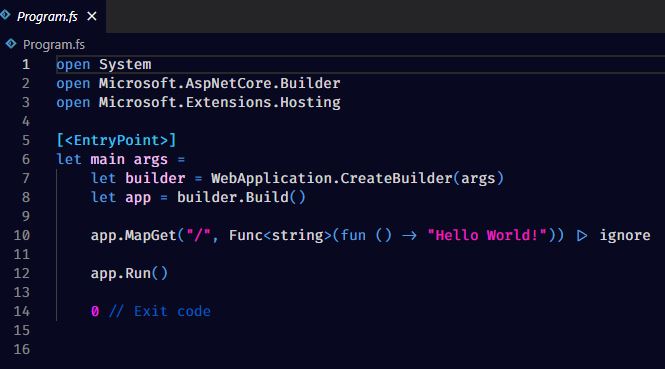 Program.fs
Program.fs
1 open System
2 open Microsoft.AspNetCore.Builder
3 open Microsoft.Extensions.Hosting
4
5 [<EntryPoint>]
6 let main args =
7     let builder = WebApplication.CreateBuilder(args)
8     let app = builder.Build()
9
10     app.MapGet("/", Func<string>(fun () -> "Hello World!")) |> ignore
11
12     app.Run()
13
14     0 // Exit code
15
16